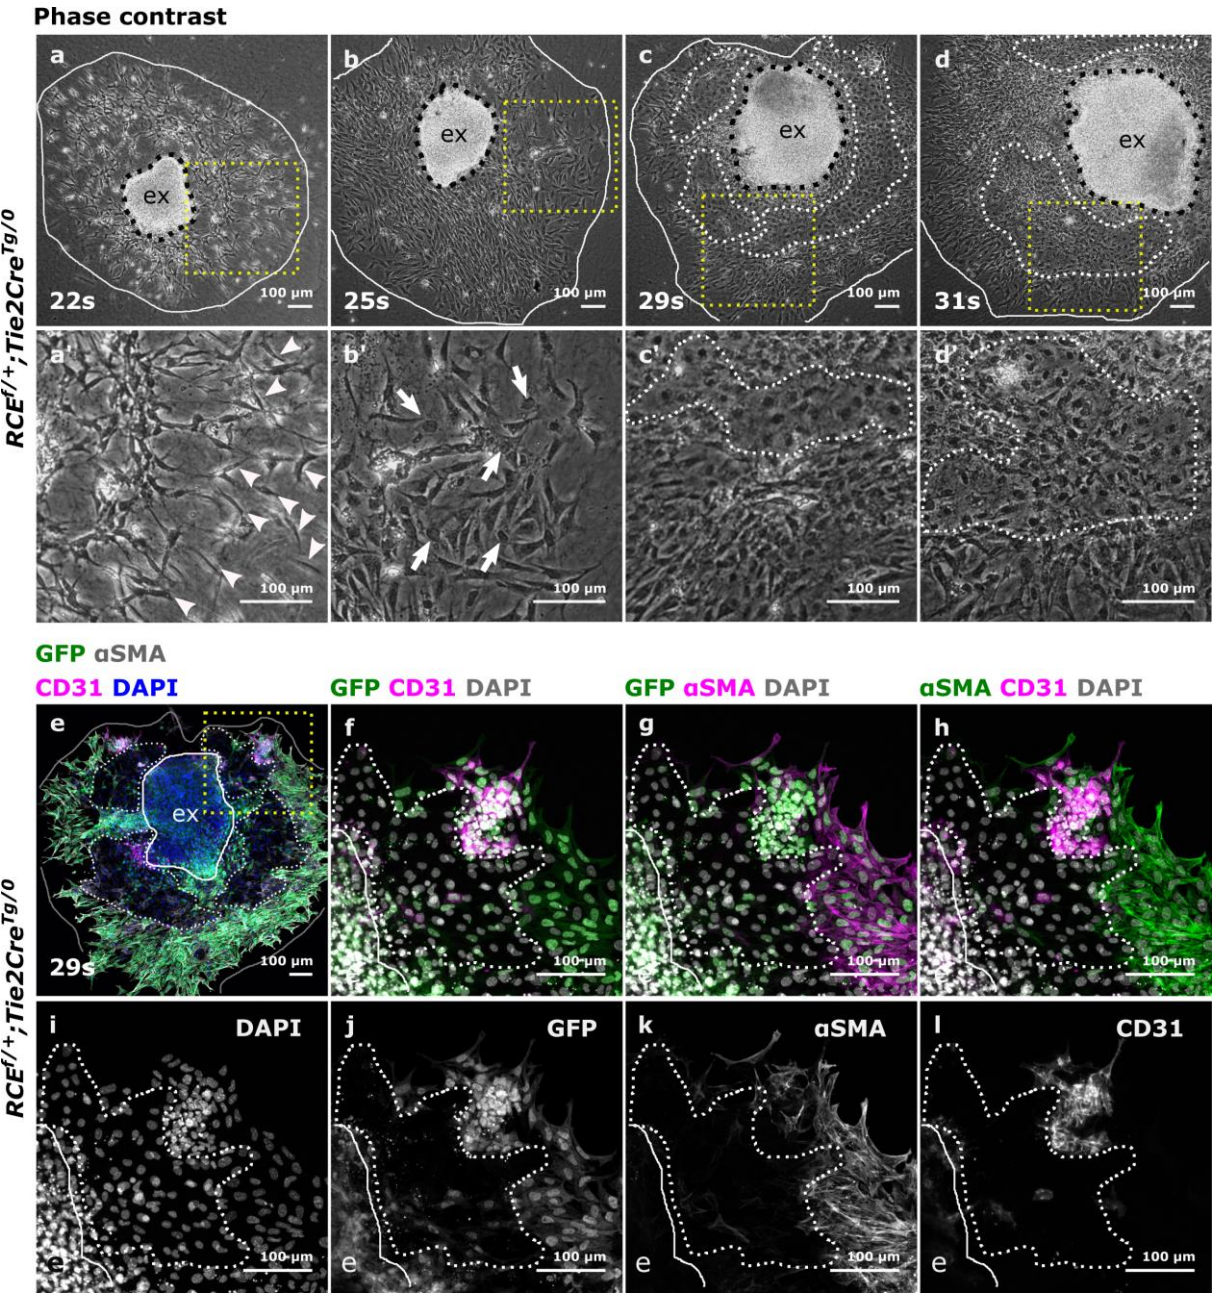 Phase contrast
a b c d
ex ex ex ex
22s 100 µm 25s 100 µm 29s 100 µm 31s 100 µm
RCEf/+;Tie2CreTg/0
a' b' c' d'
100 µm 100 µm 100 µm 100 µm
GFP αSMA
CD31 DAPI GFP CD31 DAPI GFP αSMA DAPI αSMA CD31 DAPI
e f g h
ex
29s 100 µm 100 µm 100 µm 100 µm
RCEf/+;Tie2CreTg/0
i DAPI j GFP k αSMA l CD31
e 100 µm e 100 µm e 100 µm e 100 µm